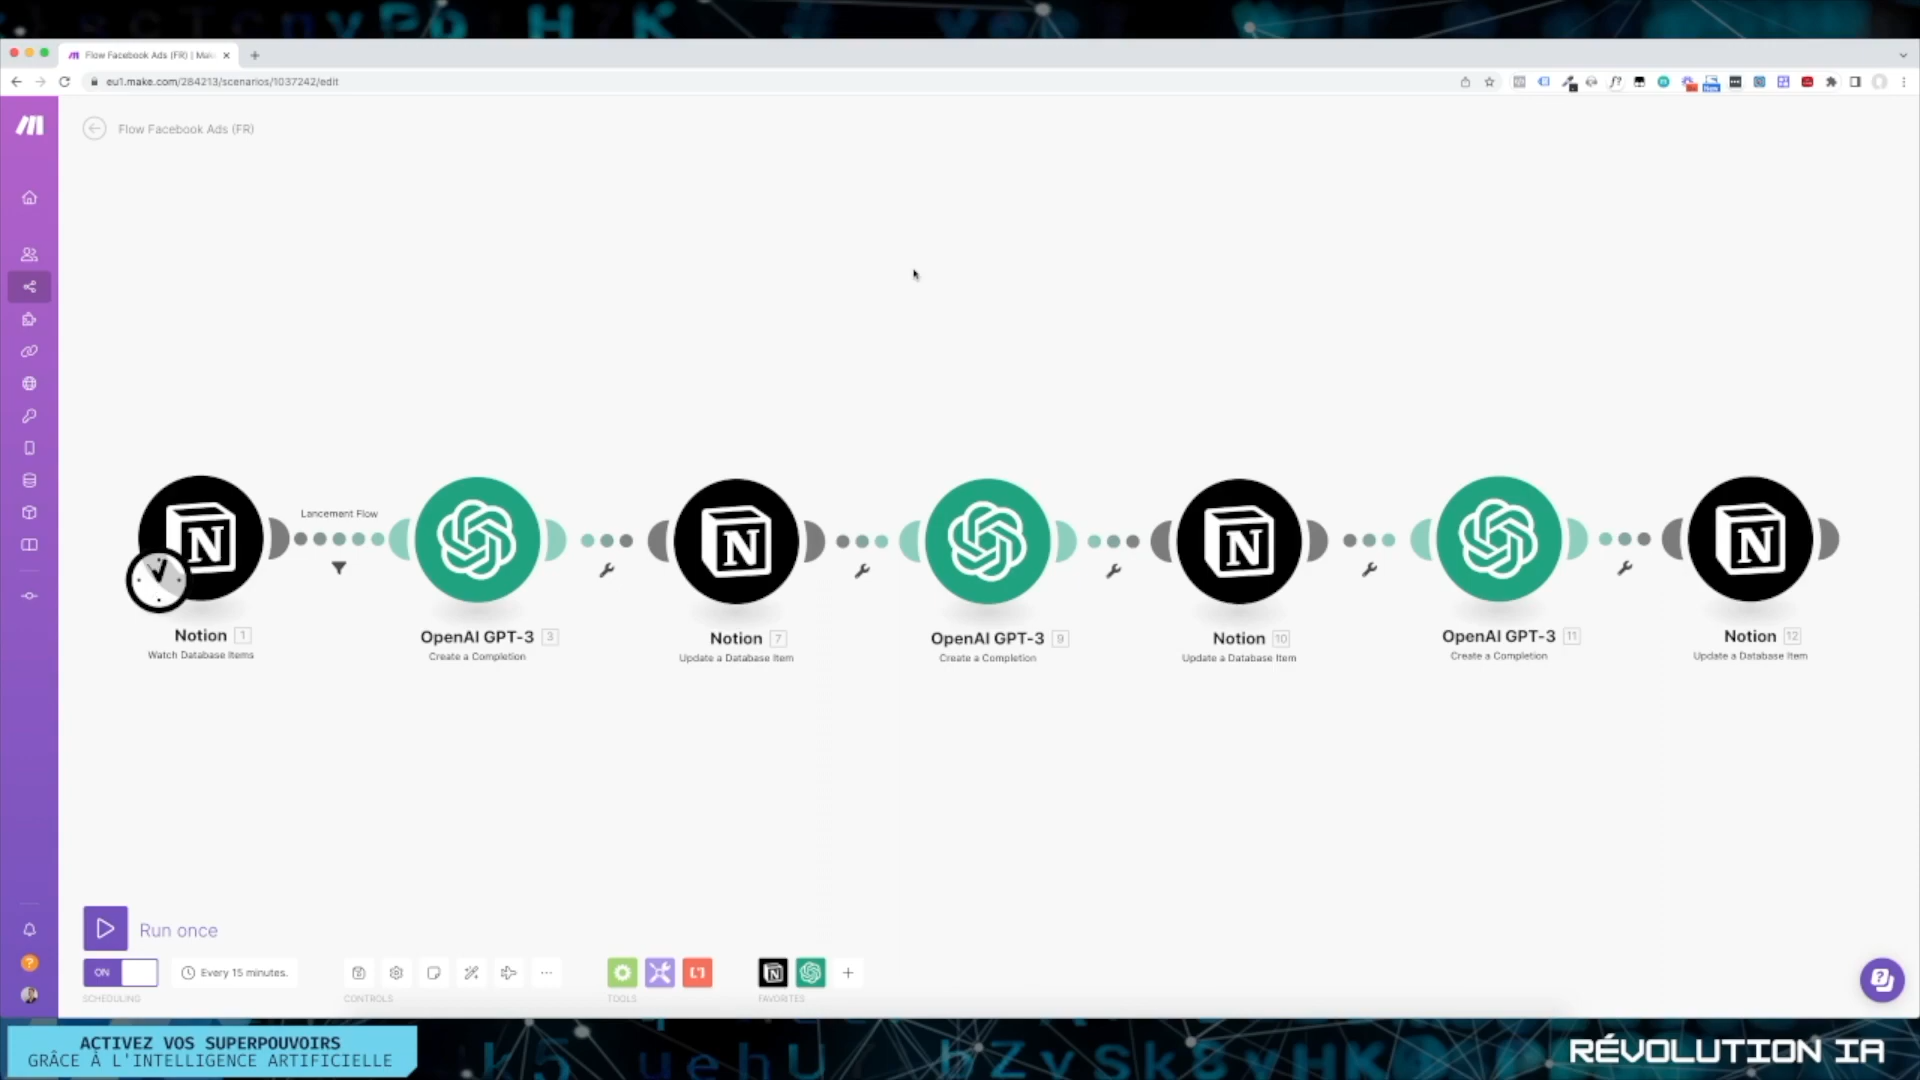 Flow Facebook Ads (FR) | Mak
eu1.make.com/284213/scenarios/1037242/edit
Flow Facebook Ads (FR)
Lancement Flow
Notion 1
Watch Database Items
OpenAI GPT-3 3
Create a Completion
Notion 7
Update a Database Item
OpenAI GPT-3 9
Create a Completion
Notion 10
Update a Database Item
OpenAI GPT-3 11
Create a Completion
Notion 12
Update a Database Item
Run once
ON
Every 15 minutes.
SCHEDULING
CONTROLS
TOOLS
FAVORITES
ACTIVEZ VOS SUPERPOUVOIRS
GRÂCE À L'INTELLIGENCE ARTIFICIELLE
RÉVOLUTION IA